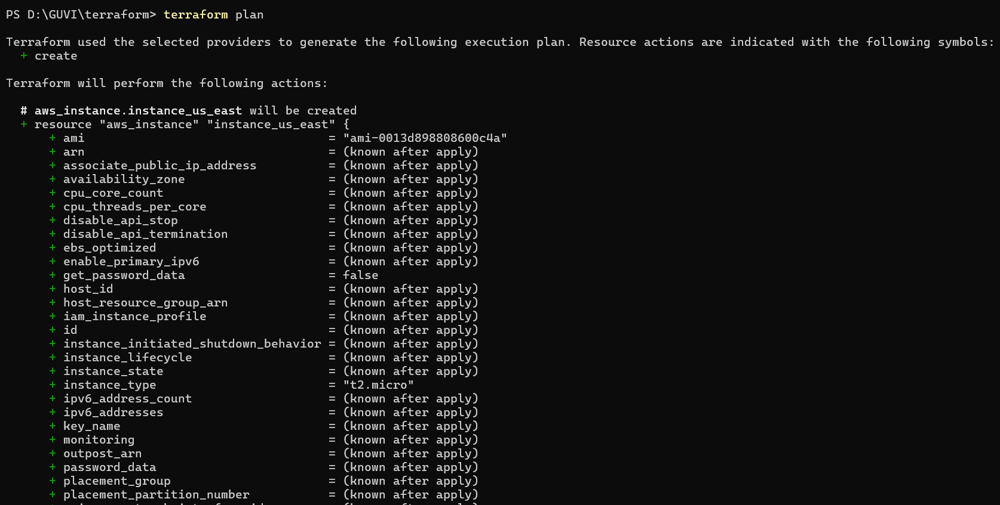 PS D:\GUVI\terraform> terraform plan
Terraform used the selected providers to generate the following execution plan. Resource actions are indicated with the following symbols:
+ create
Terraform will perform the following actions:
# aws_instance.instance_us_east will be created
+ resource "aws_instance" "instance_us_east" {
+ ami = "ami-0013d898808600c4a"
+ arn = (known after apply)
+ associate_public_ip_address = (known after apply)
+ availability_zone = (known after apply)
+ cpu_core_count = (known after apply)
+ cpu_threads_per_core = (known after apply)
+ disable_api_stop = (known after apply)
+ disable_api_termination = (known after apply)
+ ebs_optimized = (known after apply)
+ enable_primary_ipv6 = (known after apply)
+ get_password_data = false
+ host_id = (known after apply)
+ host_resource_group_arn = (known after apply)
+ iam_instance_profile = (known after apply)
+ id = (known after apply)
+ instance_initiated_shutdown_behavior = (known after apply)
+ instance_lifecycle = (known after apply)
+ instance_state = (known after apply)
+ instance_type = "t2.micro"
+ ipv6_address_count = (known after apply)
+ ipv6_addresses = (known after apply)
+ key_name = (known after apply)
+ monitoring = (known after apply)
+ outpost_arn = (known after apply)
+ password_data = (known after apply)
+ placement_group = (known after apply)
+ placement_partition_number = (known after apply)